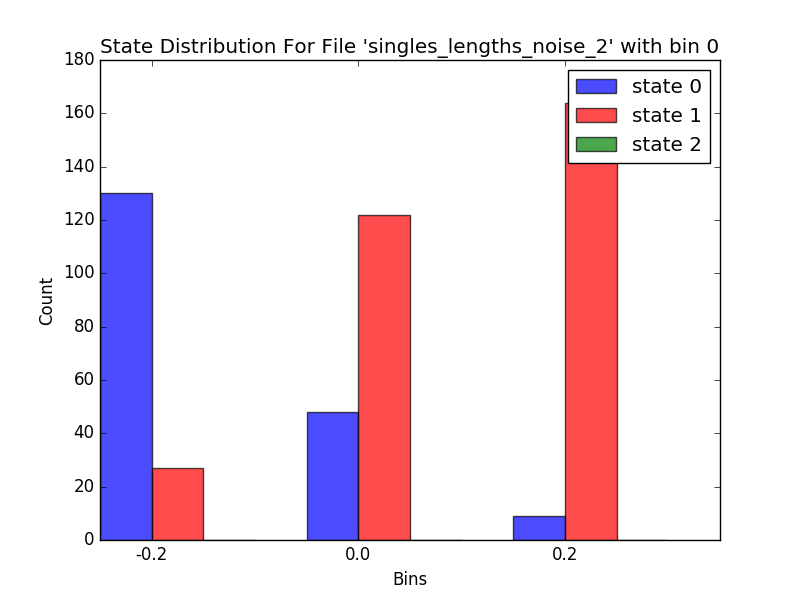 State Distribution For File 'singles_lengths_noise_2' with bin 0
180
160
140
120
100
80
60
40
20
0
Count
state 0
state 1
state 2
-0.2
0.0
0.2
Bins